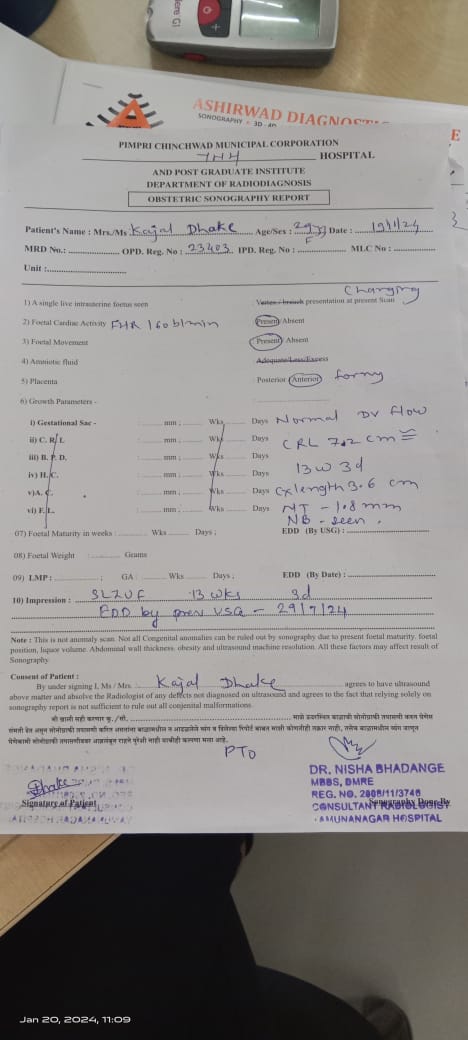 ASHIRWAD DIAGNOS
SONOGRAPHY • 3D - 4D
E
PIMPRI CHINCHWAD MUNICIPAL CORPORATION
YNH HOSPITAL
AND POST GRADUATE INSTITUTE
DEPARTMENT OF RADIODIAGNOSIS
OBSTETRIC SONOGRAPHY REPORT
Patient's Name : Mrs/Ms Kajal Dhake Age/Sex : 29 F Date : 19/1/24
MRD No.: OPD. Reg. No : 23403 IPD. Reg. No : MLC No :
Unit :
Changing
1) A single live intrauterine foetus seen Vertex / breach presentation at present Scan
2) Foetal Cardiac Activity FHR 160 bt/min Present / Absent
3) Foetal Movement Present / Absent
4) Amniotic fluid Adequate/Less/Excess
5) Placenta Posterior / Anterior forny
6) Growth Parameters -
i) Gestational Sac - mm ; Wks Days Normal DV flow
ii) C. R. L mm ; Wks Days CRL 7.2 cm ≅
iii) B. P. D. mm ; Wks Days 13 W 3 d
iv) H. C. mm ; Wks Days Cx length 3.6 cm
v) A. C. mm ; Wks Days NT - 1.8 mm
vi) F. L. mm ; Wks Days NB - seen .
07) Foetal Maturity in weeks : Wks Days ; EDD (By USG) :
08) Foetal Weight Grams
09) LMP : ; GA : Wks Days ; EDD (By Date) :
10) Impression : SLIUF 13 wks 3d
EDD by prev USG - 29/7/24
Note : This is not anomaly scan. Not all Congenital anomalies can be ruled out by sonography due to present foetal maturity, foetal
position, liquor volume. Abdominal wall thickness, obesity and ultrasound machine resolution. All these factors may affect result of
Sonography.
Consent of Patient :
By under signing I, Ms / Mrs. Kajal Dhake agrees to have ultrasound
above matter and absolve the Radiologist of any defects not diagnosed on ultrasound and agrees to the fact that relying solely on
sonography report is not sufficient to rule out all conjenital malformations.
PTO
Dhake
Signature of Patient
DR. NISHA BHADANGE
MBBS, DMRE
REG. NO. 2008/11/3748
CONSULTANT RADIOLOGIST
Sonography Done By
YAMUNANAGAR HOSPITAL
Jan 20, 2024, 11:09